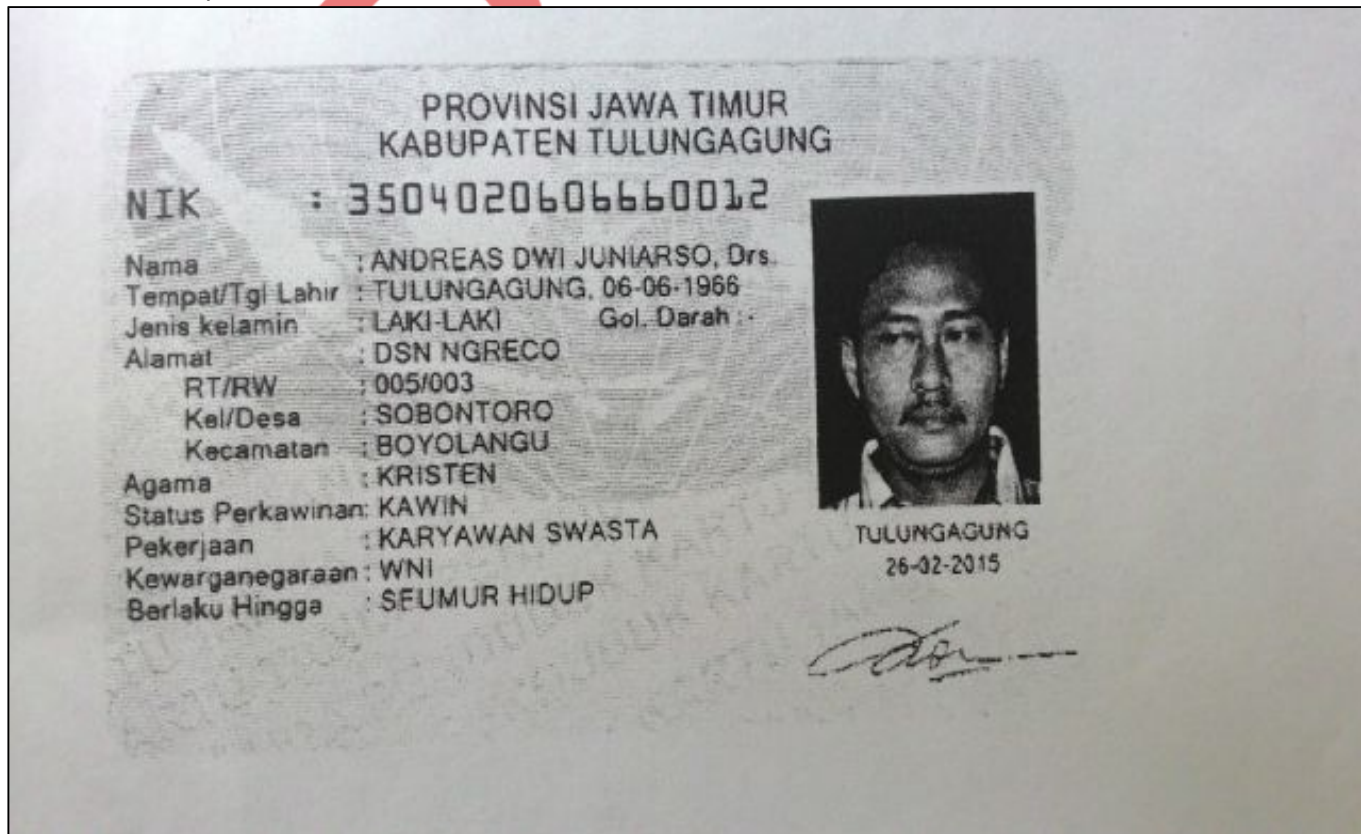 PROVINSI JAWA TIMUR
KABUPATEN TULUNGAGUNG
NIK : 3504020606660012
Nama : ANDREAS DWI JUNIARSO, Drs.
Tempat/Tgl Lahir : TULUNGAGUNG, 06-06-1966
Jenis kelamin : LAKI-LAKI Gol. Darah : -
Alamat : DSN NGRECO
RT/RW : 005/003
Kel/Desa : SOBONTORO
Kecamatan : BOYOLANGU
Agama : KRISTEN
Status Perkawinan: KAWIN
Pekerjaan : KARYAWAN SWASTA
Kewarganegaraan : WNI
Berlaku Hingga : SEUMUR HIDUP
TULUNGAGUNG
26-02-2015